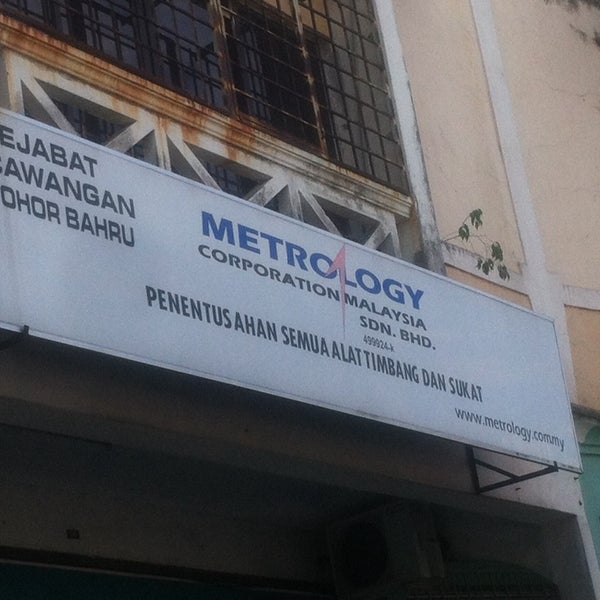 EJABAT
CAWANGAN
JOHOR BAHRU
METROLOGY
CORPORATION MALAYSIA
SDN. BHD.
499924-K
PENENTUSAHAN SEMUA ALAT TIMBANG DAN SUKAT
www.metrology.com.my